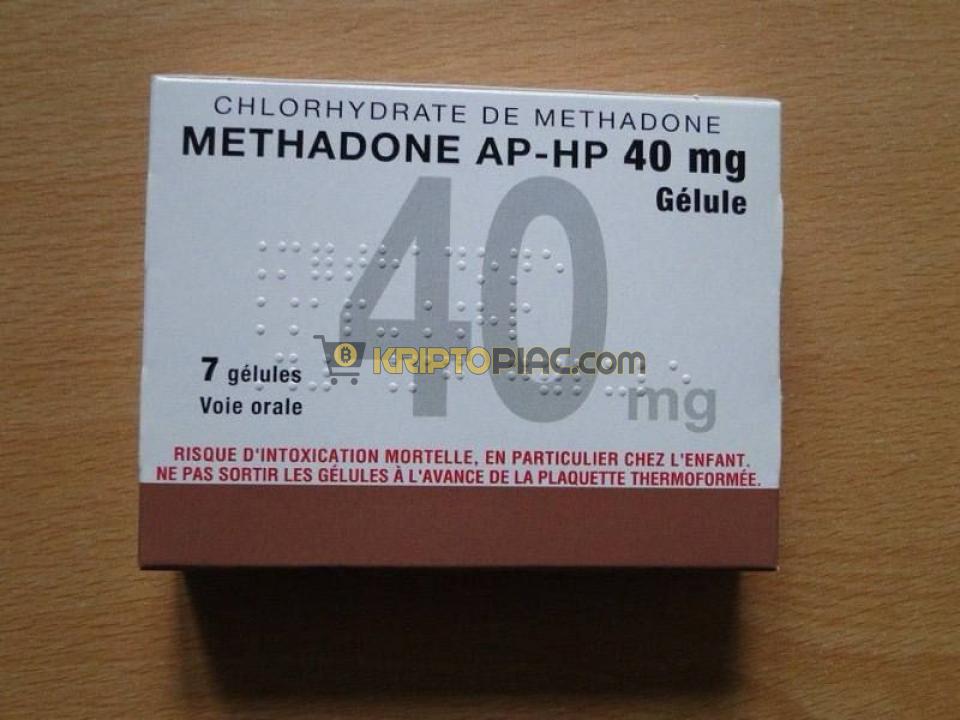 CHLORHYDRATE DE METHADONE
METHADONE AP-HP 40 mg
Gélule
40
mg
KRIPTOPIAC.com
7 gélules
Voie orale
RISQUE D'INTOXICATION MORTELLE, EN PARTICULIER CHEZ L'ENFANT.
NE PAS SORTIR LES GÉLULES À L'AVANCE DE LA PLAQUETTE THERMOFORMÉE.